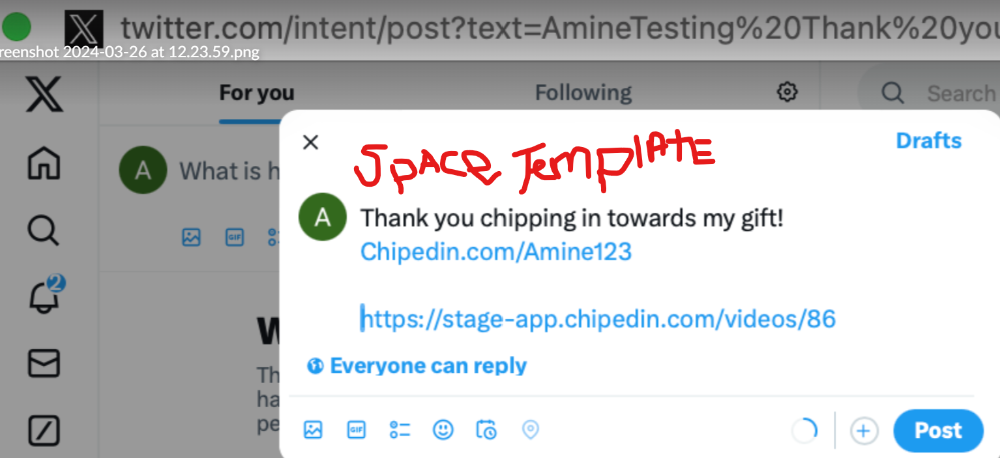 twitter.com/intent/post?text=AmineTesting%20Thank%20you
reenshot 2024-03-26 at 12.23.59.png
For you
Following
Search
Drafts
SPACE TEmPlATE
A
What is h
A
Thank you chipping in towards my gift!
Chipedin.com/Amine123
GIF
2
https://stage-app.chipedin.com/videos/86
W
Everyone can reply
Th
ha
pe
GIF
Post